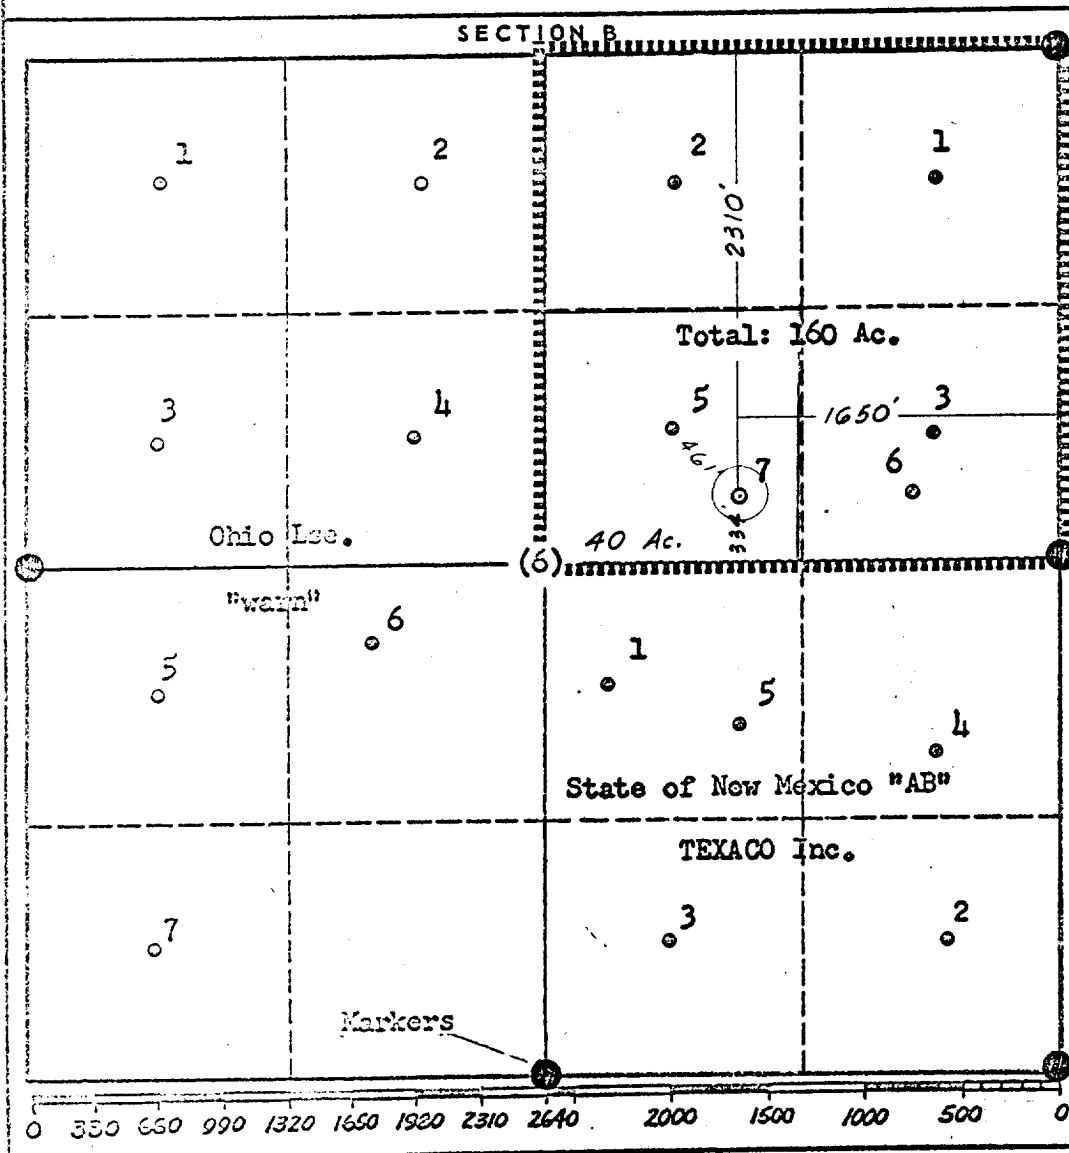 SECTION B
1
2
2
1
2310'
Total: 160 Ac.
3
4
5
1650'
3
461'
7
6
Ohio Lse.
334'
40 Ac.
(6)
"warn"
6
5
1
5
4
State of New Mexico "AB"
TEXACO Inc.
7
3
2
Markers
0 330 660 990 1320 1650 1980 2310 2640 2000 1500 1000 500 0